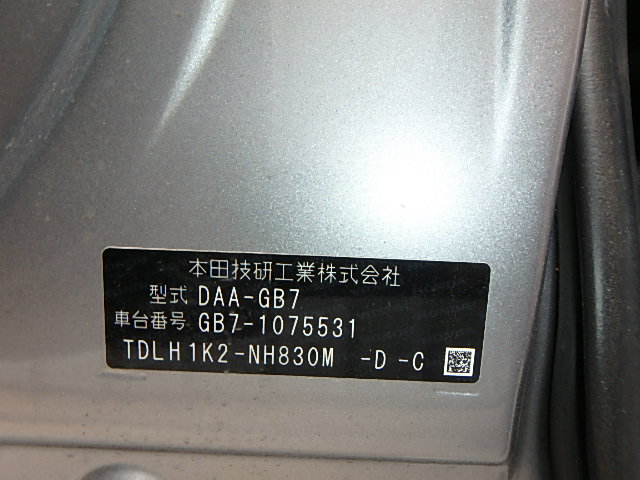 本田技研工業株式会社
型式 DAA-GB7
車台番号 GB7-1075531
TDLH1K2-NH830M -D -C